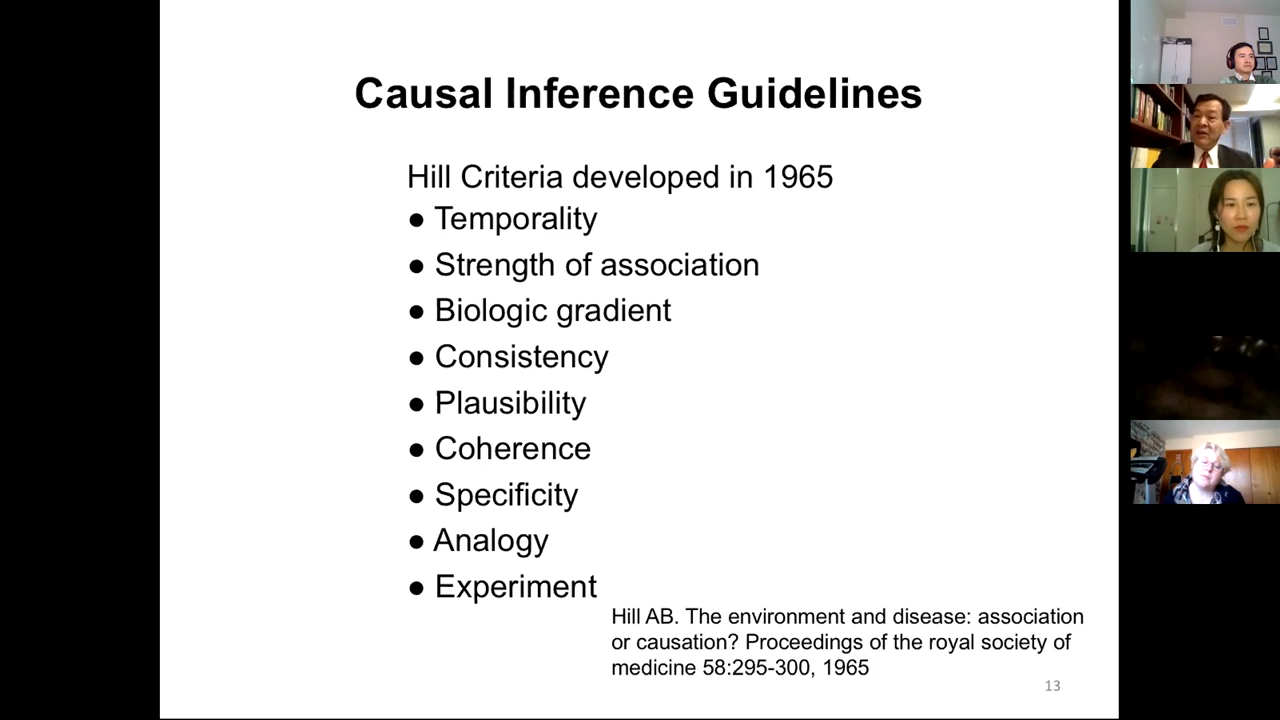 Causal Inference Guidelines
Hill Criteria developed in 1965
● Temporality
● Strength of association
● Biologic gradient
● Consistency
● Plausibility
● Coherence
● Specificity
● Analogy
● Experiment
Hill AB. The environment and disease: association
or causation? Proceedings of the royal society of
medicine 58:295-300, 1965
13